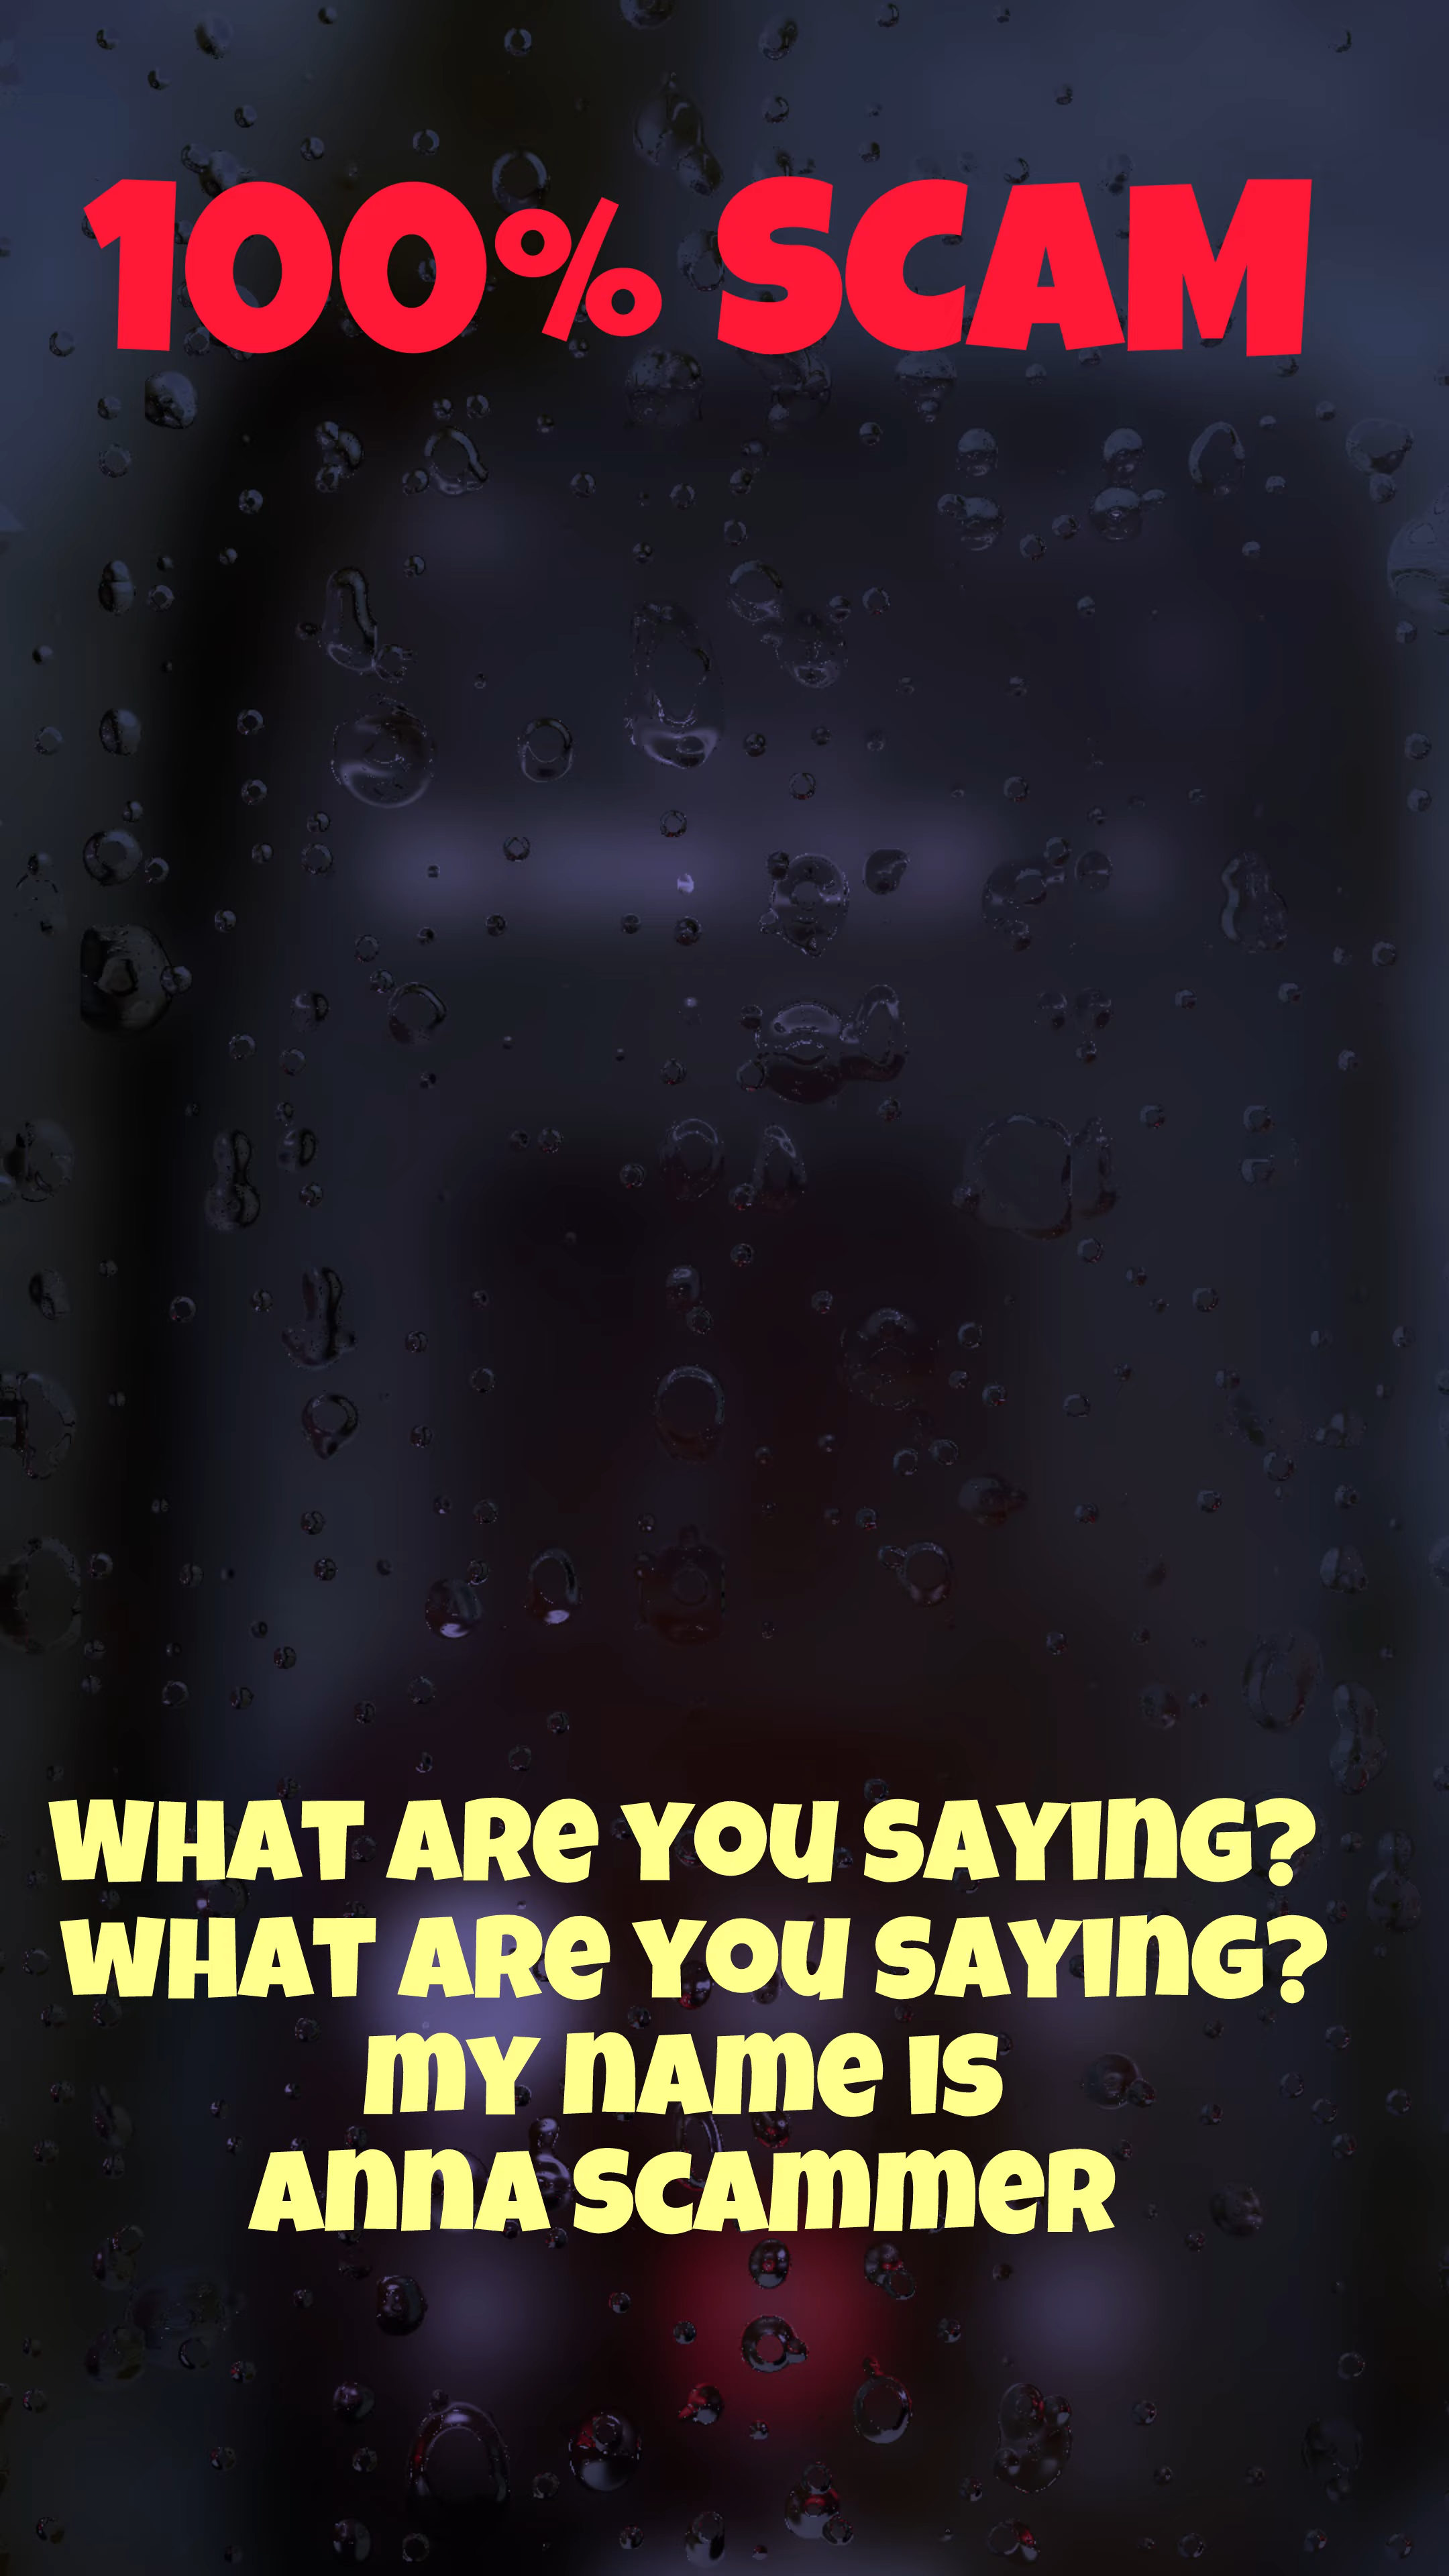 100% SCAM
WHAT ARE YOU SAYING?
WHAT ARE YOU SAYING?
MY NAME IS
ANNA SCAMMER